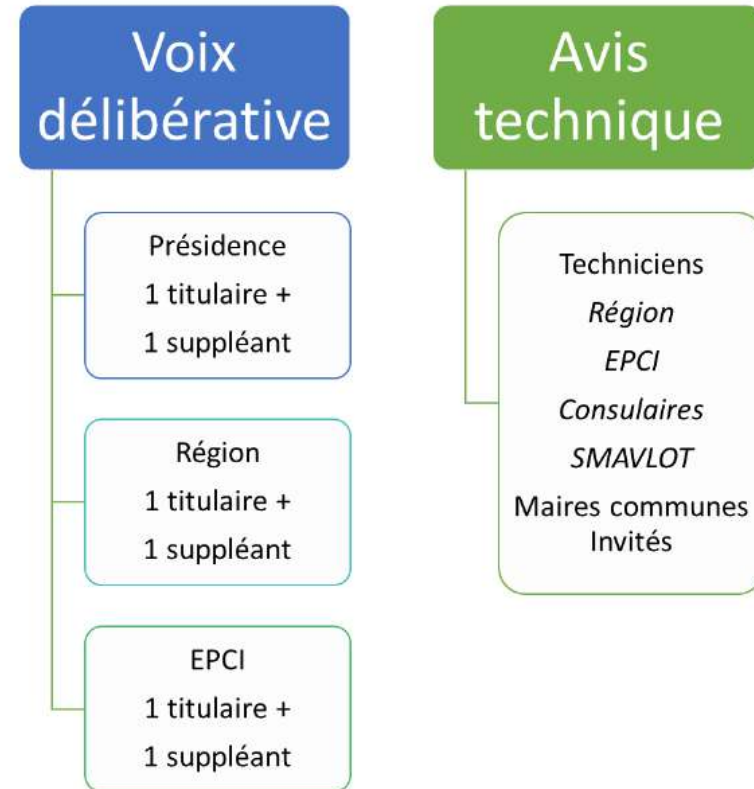 Voix
délibérative
Présidence
1 titulaire +
1 suppléant
Région
1 titulaire +
1 suppléant
EPCI
1 titulaire +
1 suppléant
Avis
technique
Techniciens
Région
EPCI
Consulaires
SMAVLOT
Maires communes
Invités